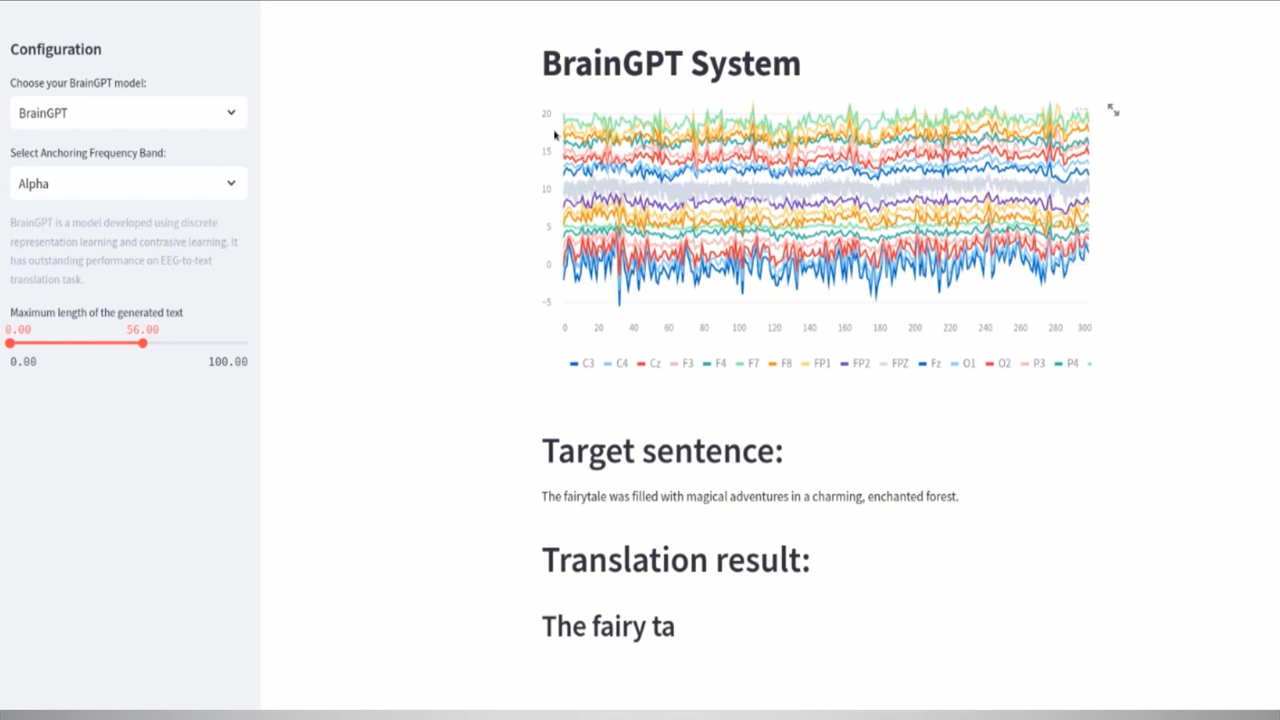 Configuration
Choose your BrainGPT model:
BrainGPT
Select Anchoring Frequency Band:
Alpha
BrainGPT is a model developed using discrete
representation learning and contrasive learning. It
has outstanding performance on EEG-to-text
translation task.
Maximum length of the generated text
0.00 56.00
0.00 100.00
BrainGPT System
20
15
10
5
0
−5
0 20 40 60 80 100 120 140 160 180 200 220 240 260 280 300
C3 C4 Cz F3 F4 F7 F8 FP1 FP2 FPZ Fz O1 O2 P3 P4
Target sentence:
The fairytale was filled with magical adventures in a charming, enchanted forest.
Translation result:
The fairy ta